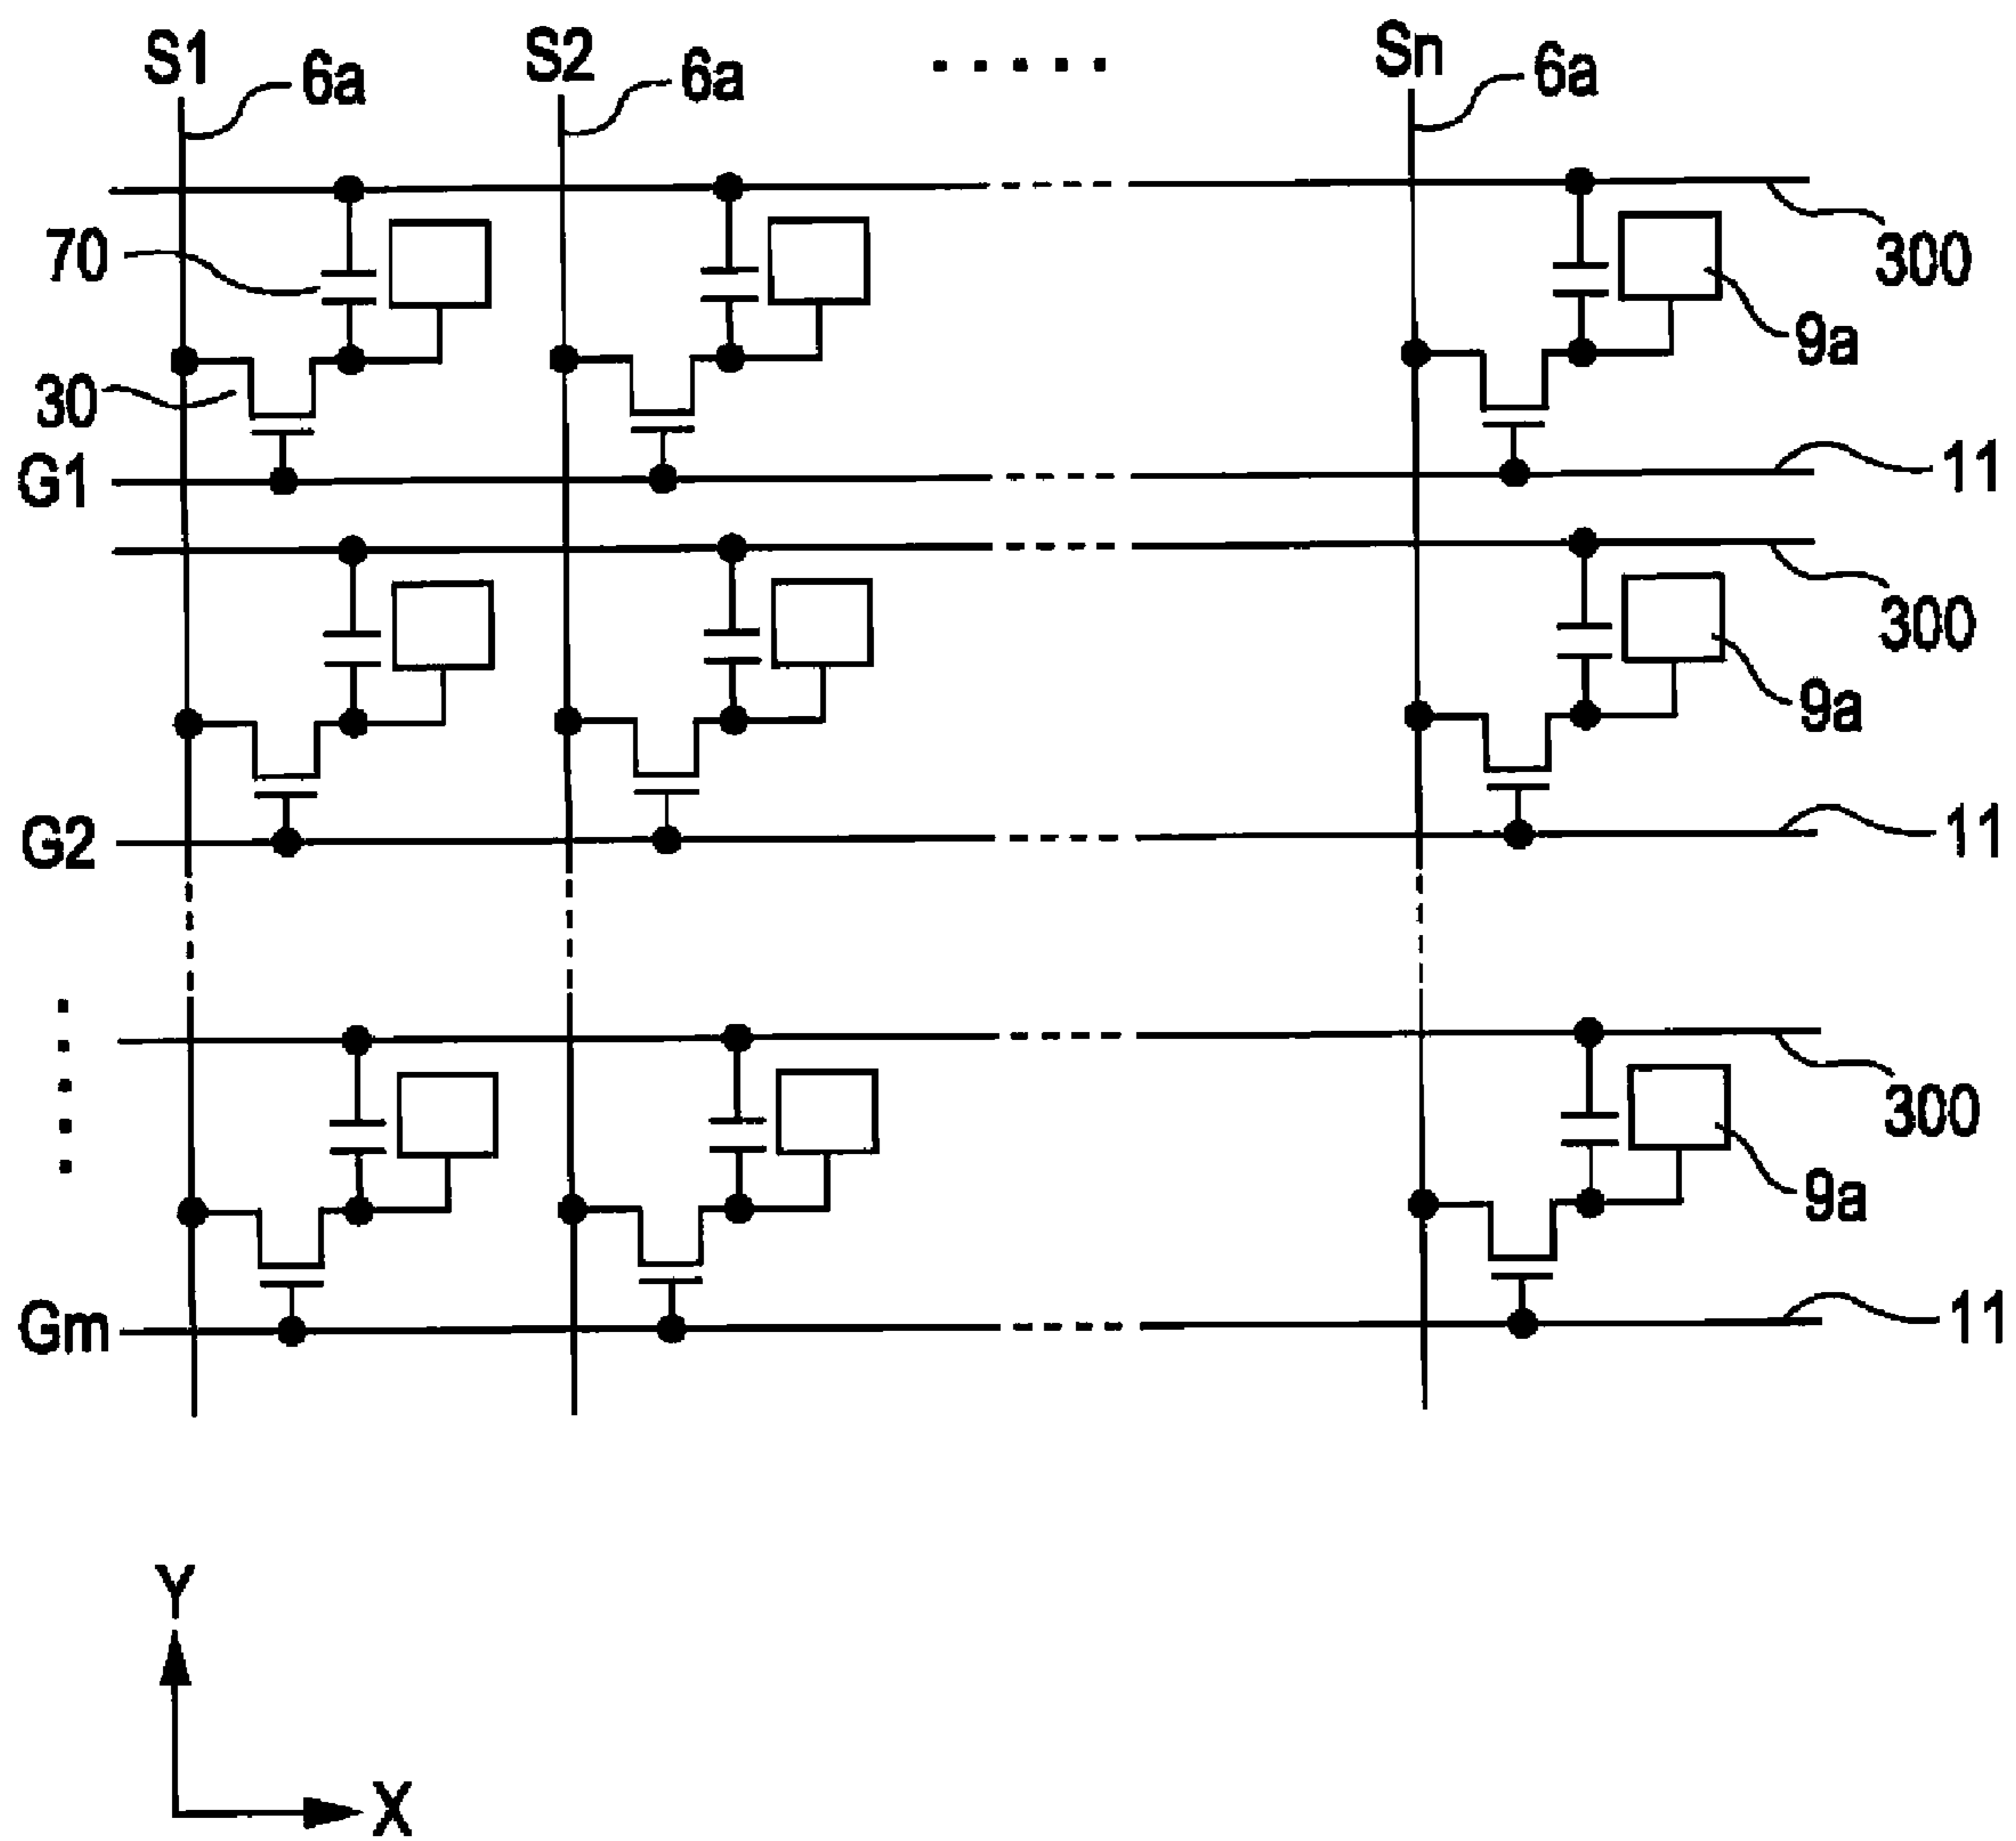 S1 6a S2 6a ..... Sn 6a
70 300
9a
30
G1 11
300
9a
G2 11
300
9a
Gm 11
Y
X